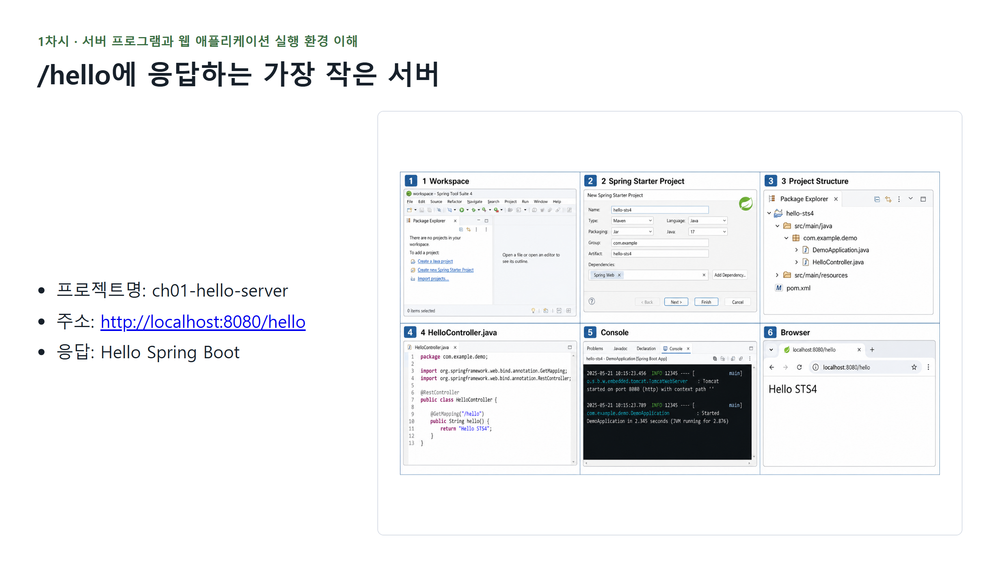 1차시 · 서버 프로그램과 웹 애플리케이션 실행 환경 이해
/hello에 응답하는 가장 작은 서버
• 프로젝트명: ch01-hello-server
• 주소: http://localhost:8080/hello
• 응답: Hello Spring Boot
1 1 Workspace
workspace - Spring Tool Suite 4
File Edit Source Refactor Navigate Search Project Run Window Help
Package Explorer
There are no projects in your
workspace.
To add a project:
Create a Java project
Create new Spring Starter Project
Import projects...
Open a file or open an editor to
see its outline.
0 items selected
2 2 Spring Starter Project
New Spring Starter Project
Name: hello-sts4
Type: Maven Language: Java
Packaging: Jar Java: 17
Group: com.example
Artifact: hello-sts4
Dependencies:
Spring Web Add Dependency...
? < Back Next > Finish Cancel
3 3 Project Structure
Package Explorer
hello-sts4
src/main/java
com.example.demo
DemoApplication.java
HelloController.java
src/main/resources
M pom.xml
4 4 HelloController.java
HelloController.java
1 package com.example.demo;
2
3 import org.springframework.web.bind.annotation.GetMapping;
4 import org.springframework.web.bind.annotation.RestController;
5
6 @RestController
7 public class HelloController {
8
9 @GetMapping("/hello")
10 public String hello() {
11 return "Hello STS4";
12 }
13 }
5 Console
Problems Javadoc Declaration Console
hello-sts4 - DemoApplication [Spring Boot App]
2025-05-21 10:15:23.456 INFO 12345 ---- [ main]
o.s.b.w.embedded.tomcat.TomcatWebServer : Tomcat
started on port 8080 (http) with context path ''
2025-05-21 10:15:23.789 INFO 12345 ---- [ main]
com.example.demo.DemoApplication : Started
DemoApplication in 2.345 seconds (JVM running for 2.876)
6 Browser
localhost:8080/hello
localhost:8080/hello
Hello STS4